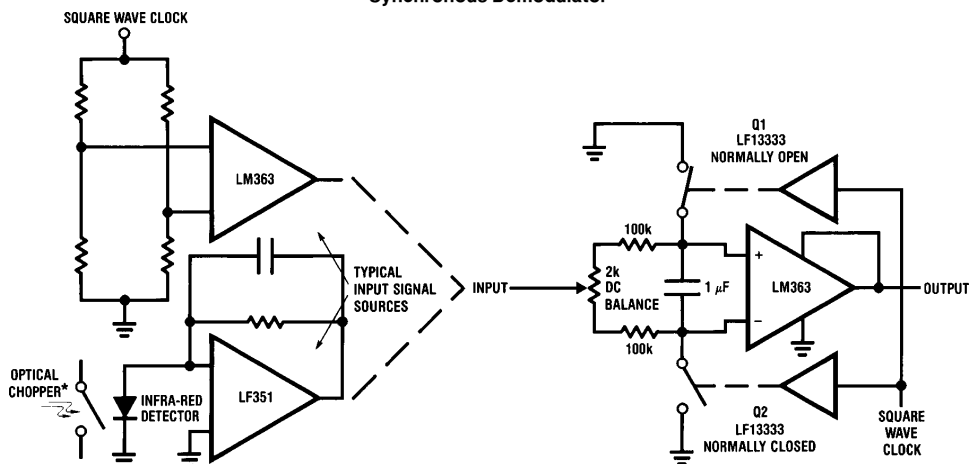 Synchronous Demodulator
SQUARE WAVE CLOCK
LM363
TYPICAL
INPUT SIGNAL
SOURCES
OPTICAL
CHOPPER*
INFRA-RED
DETECTOR
LF351
INPUT
Q1
LF13333
NORMALLY OPEN
100k
2k
DC
BALANCE
1 μF
100k
+
−
LM363
OUTPUT
Q2
LF13333
NORMALLY CLOSED
SQUARE
WAVE
CLOCK